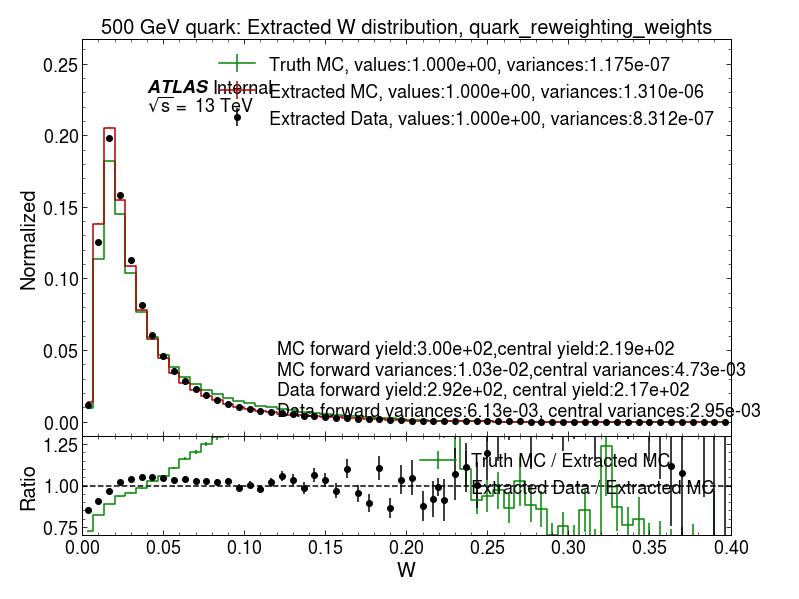 500 GeV quark: Extracted W distribution, quark_reweighting_weights
Truth MC, values:1.000e+00, variances:1.175e-07
ATLAS Internal
Extracted MC, values:1.000e+00, variances:1.310e-06
√s = 13 TeV
Extracted Data, values:1.000e+00, variances:8.312e-07
Normalized
0.25
0.20
0.15
0.10
0.05
0.00
MC forward yield:3.00e+02,central yield:2.19e+02
MC forward variances:1.03e-02,central variances:4.73e-03
Data forward yield:2.92e+02, central yield:2.17e+02
Data forward variances:6.13e-03, central variances:2.95e-03
Ratio
1.25
1.00
0.75
Truth MC / Extracted MC
Extracted Data / Extracted MC
0.00 0.05 0.10 0.15 0.20 0.25 0.30 0.35 0.40
W